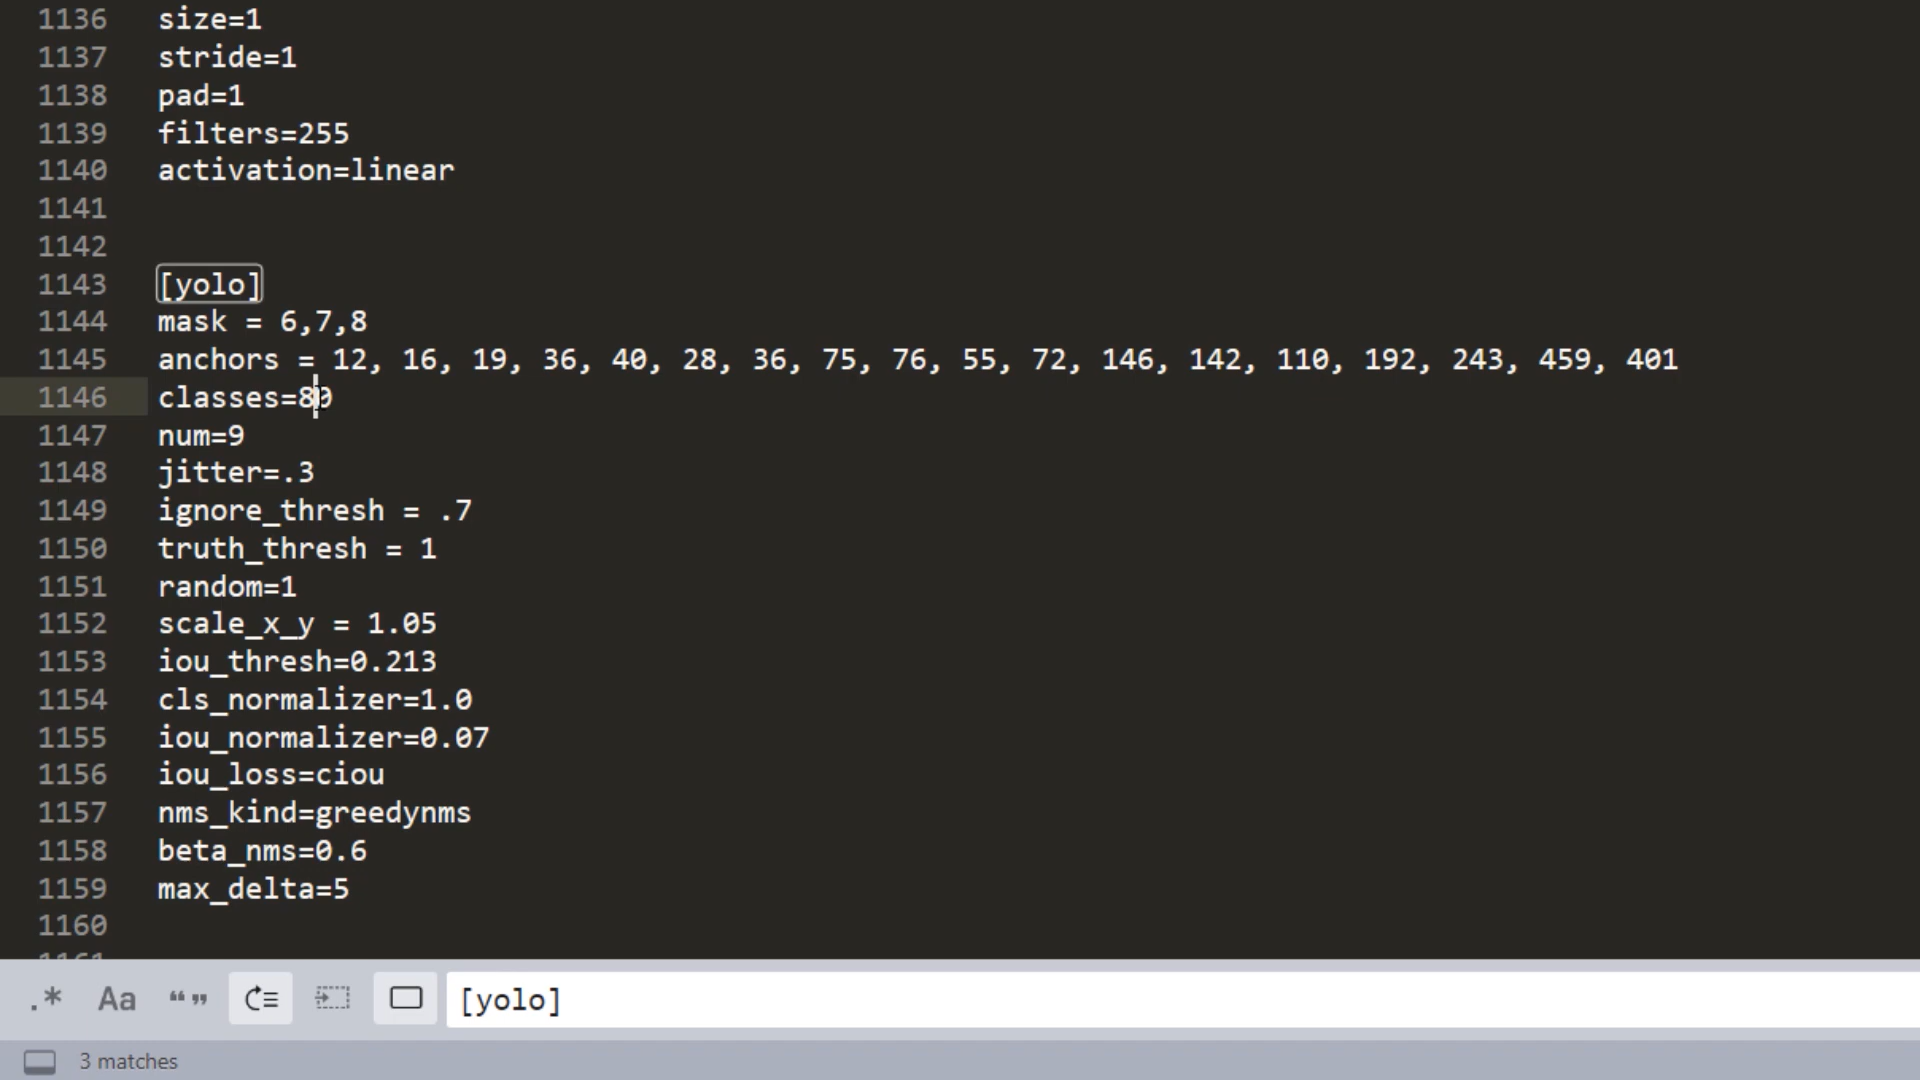 1136 size=1
1137 stride=1
1138 pad=1
1139 filters=255
1140 activation=linear
1141
1142
1143 [yolo]
1144 mask = 6,7,8
1145 anchors = 12, 16, 19, 36, 40, 28, 36, 75, 76, 55, 72, 146, 142, 110, 192, 243, 459, 401
1146 classes=80
1147 num=9
1148 jitter=.3
1149 ignore_thresh = .7
1150 truth_thresh = 1
1151 random=1
1152 scale_x_y = 1.05
1153 iou_thresh=0.213
1154 cls_normalizer=1.0
1155 iou_normalizer=0.07
1156 iou_loss=ciou
1157 nms_kind=greedynms
1158 beta_nms=0.6
1159 max_delta=5
1160
1161
.* Aa “” [yolo]
3 matches